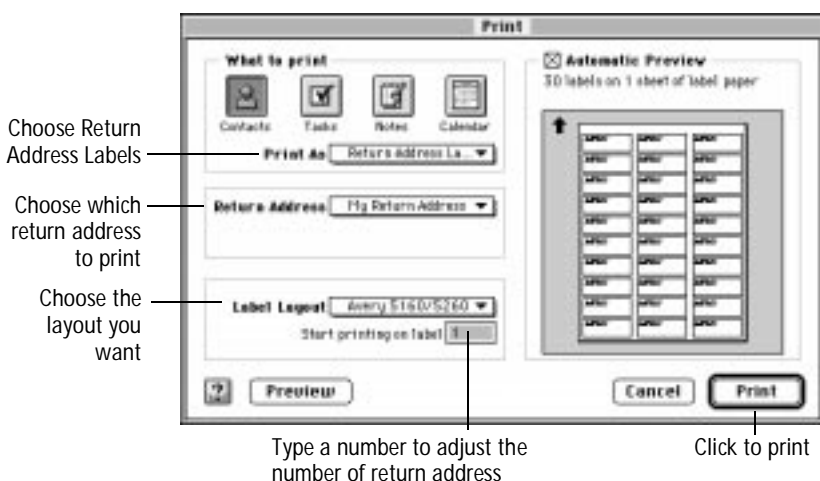 Print
What to print
Contacts Tasks Notes Calendar
Print As Return Address La...
Return Address My Return Address
Label Layout Avery 5160/5260
Start printing on label 1
? Preview
Automatic Preview
30 labels on 1 sheet of label paper
Cancel Print
Choose Return
Address Labels
Choose which
return address
to print
Choose the
layout you
want
Type a number to adjust the
number of return address
Click to print